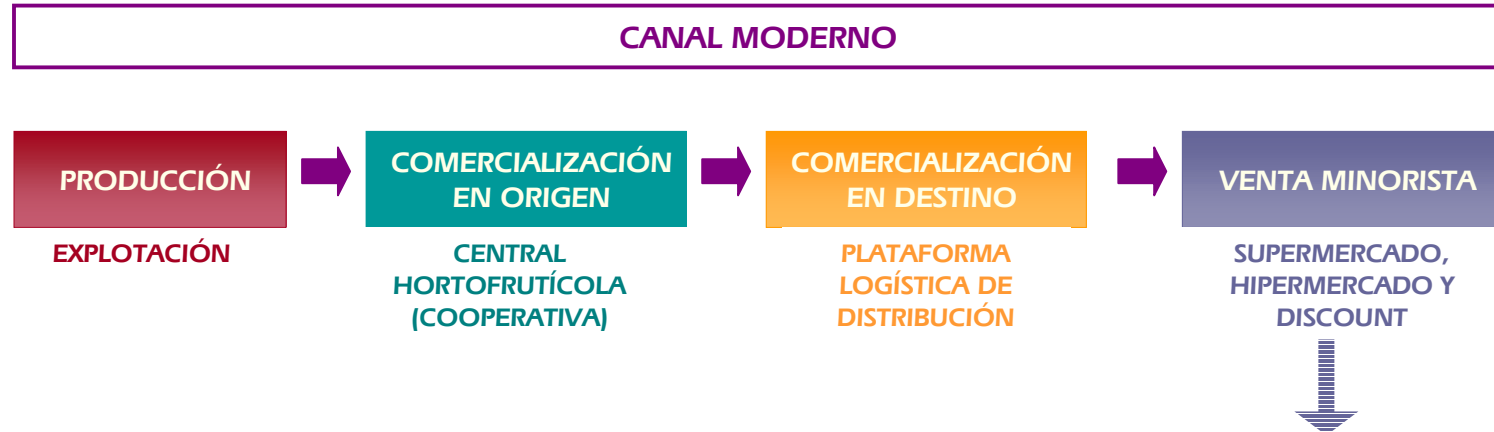 CANAL MODERNO
PRODUCCIÓN
EXPLOTACIÓN
COMERCIALIZACIÓN
EN ORIGEN
CENTRAL
HORTOFRUTÍCOLA
(COOPERATIVA)
COMERCIALIZACIÓN
EN DESTINO
PLATAFORMA
LOGÍSTICA DE
DISTRIBUCIÓN
VENTA MINORISTA
SUPERMERCADO,
HIPERMERCADO Y
DISCOUNT